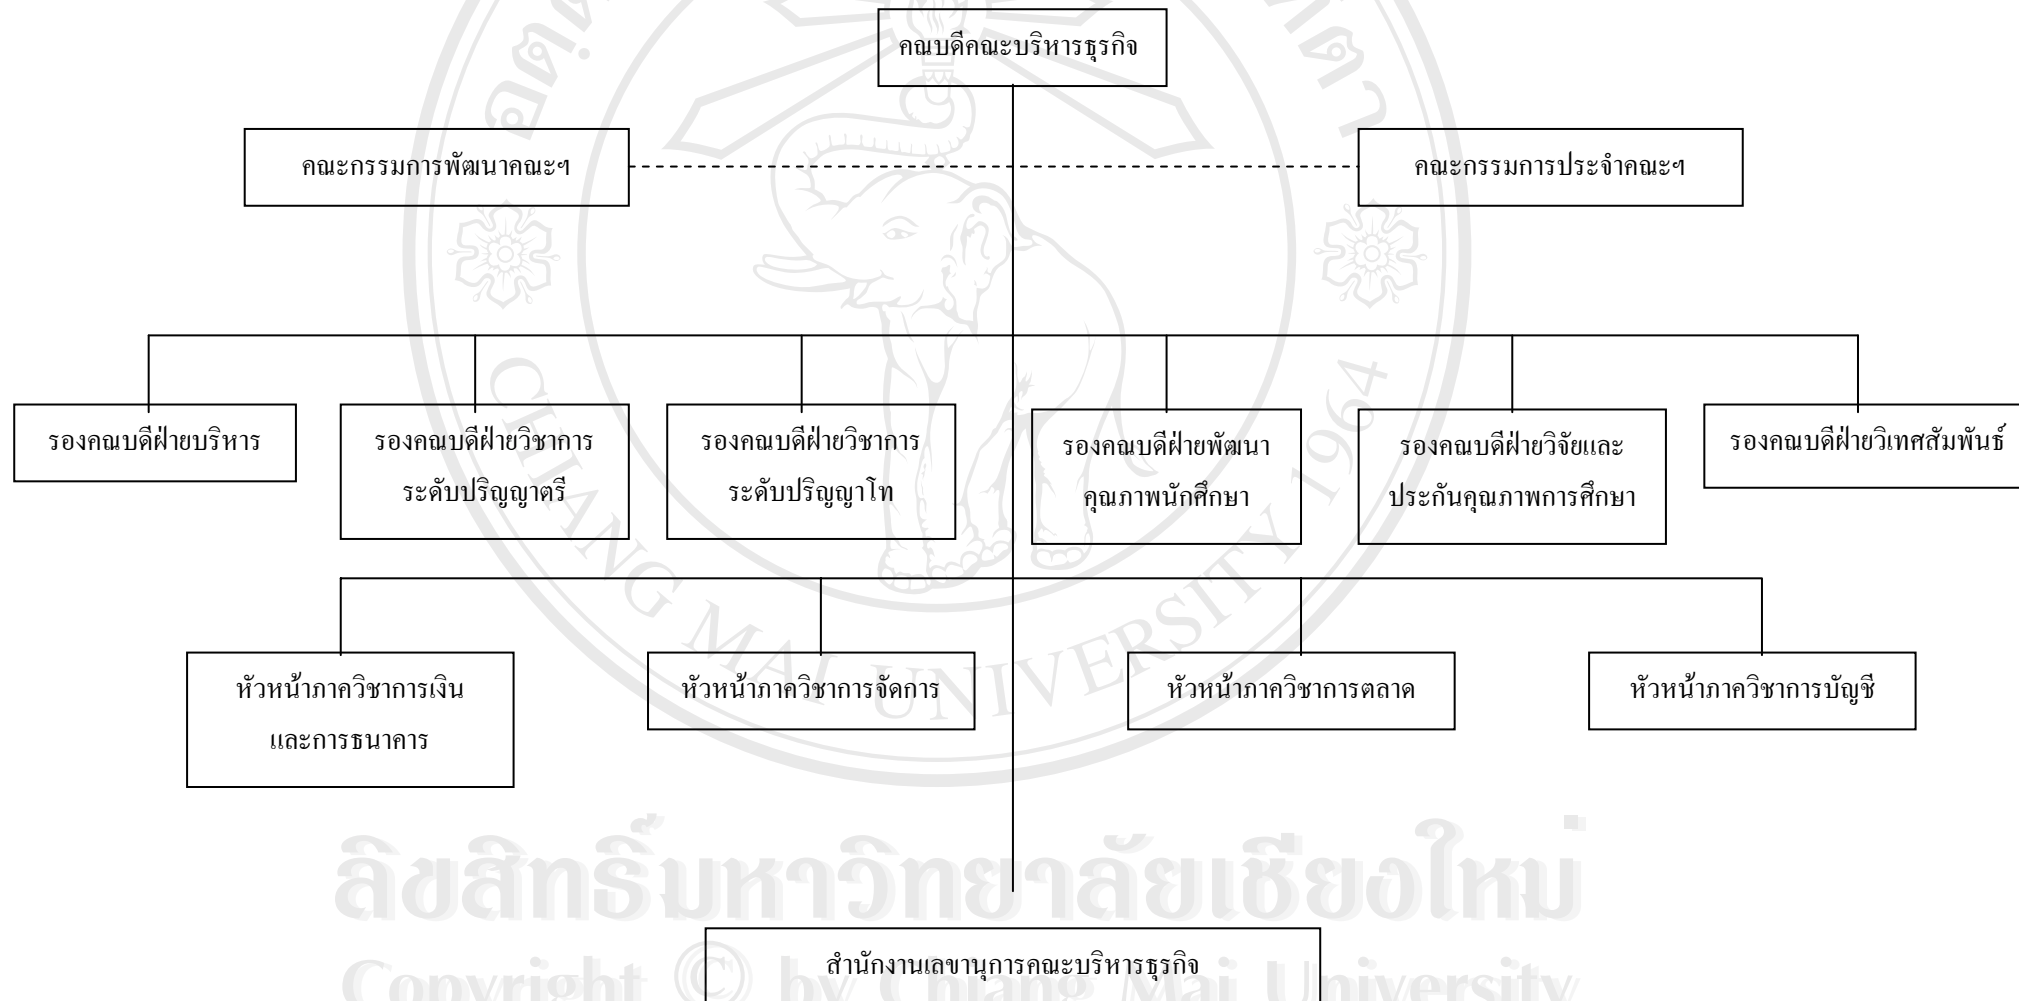 คณบดีคณะบริหารธุรกิจ
คณะกรรมการพัฒนาคณะฯ
คณะกรรมการประจำคณะฯ
รองคณบดีฝ่ายบริหาร
รองคณบดีฝ่ายวิชาการ
ระดับปริญญาตรี
รองคณบดีฝ่ายวิชาการ
ระดับปริญญาโท
รองคณบดีฝ่ายพัฒนา
คุณภาพนักศึกษา
รองคณบดีฝ่ายวิจัยและ
ประกันคุณภาพการศึกษา
รองคณบดีฝ่ายวิเทศสัมพันธ์
หัวหน้าภาควิชาการเงิน
และการธนาคาร
หัวหน้าภาควิชาการจัดการ
หัวหน้าภาควิชาการตลาด
หัวหน้าภาควิชาการบัญชี
CHIANG MAI UNIVERSITY 1964
ลิขสิทธิ์มหาวิทยาลัยเชียงใหม่
สำนักงานเลขานุการคณะบริหารธุรกิจ
Copyright © by Chiang Mai University